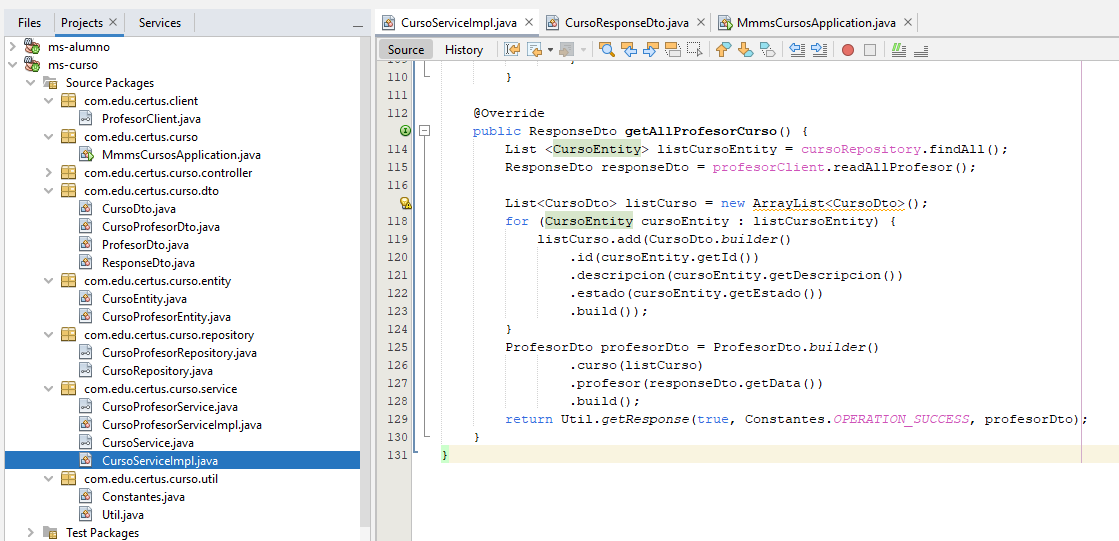 Files
Projects
Services
ms-alumno
ms-curso
Source Packages
com.edu.certus.client
ProfesorClient.java
com.edu.certus.curso
MmmsCursosApplication.java
com.edu.certus.curso.controller
com.edu.certus.curso.dto
CursoDto.java
CursoProfesorDto.java
ProfesorDto.java
ResponseDto.java
com.edu.certus.curso.entity
CursoEntity.java
CursoProfesorEntity.java
com.edu.certus.curso.repository
CursoProfesorRepository.java
CursoRepository.java
com.edu.certus.curso.service
CursoProfesorService.java
CursoProfesorServiceImpl.java
CursoService.java
CursoServiceImpl.java
com.edu.certus.curso.util
Constantes.java
Util.java
Test Packages
CursoServiceImpl.java
CursoResponseDto.java
MmmsCursosApplication.java
Source
History
109 }
110 }
111
112 @Override
public ResponseDto getAllProfesorCurso() {
114 List <CursoEntity> listCursoEntity = cursoRepository.findAll();
115 ResponseDto responseDto = profesorClient.readAllProfesor();
116
List<CursoDto> listCurso = new ArrayList<CursoDto>();
118 for (CursoEntity cursoEntity : listCursoEntity) {
119 listCurso.add(CursoDto.builder()
120 .id(cursoEntity.getId())
121 .descripcion(cursoEntity.getDescripcion())
122 .estado(cursoEntity.getEstado())
123 .build());
124 }
125 ProfesorDto profesorDto = ProfesorDto.builder()
126 .curso(listCurso)
127 .profesor(responseDto.getData())
128 .build();
129 return Util.getResponse(true, Constantes.OPERATION_SUCCESS, profesorDto);
130 }
131 }